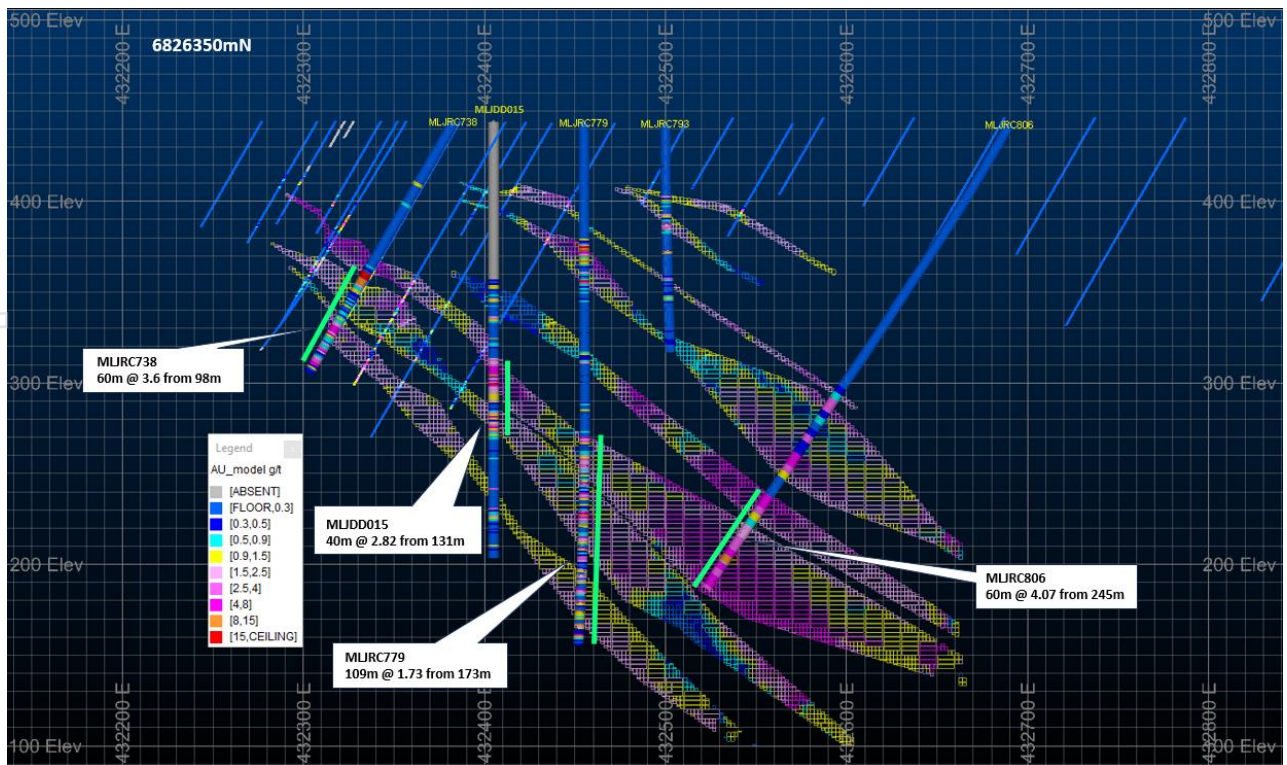 500 Elev
500 Elev
6826350mN
432200 E
432300 E
432400 E
432500 E
432600 E
432700 E
432800 E
MLJRC738
MLJDD015
MLJRC779
MLJRC793
MLJRC806
400 Elev
400 Elev
300 Elev
300 Elev
MLJRC738
60m @ 3.6 from 98m
Legend
AU_model g/t
[ABSENT]
[FLOOR,0.3]
[0.3,0.5]
[0.5,0.9]
[0.9,1.5]
[1.5,2.5]
[2.5,4]
[4,8]
[8,15]
[15,CEILING]
MLJDD015
40m @ 2.82 from 131m
200 Elev
200 Elev
MLJRC806
60m @ 4.07 from 245m
MLJRC779
109m @ 1.73 from 173m
432200 E
432300 E
432400 E
432500 E
432600 E
432700 E
432800 E
100 Elev
100 Elev